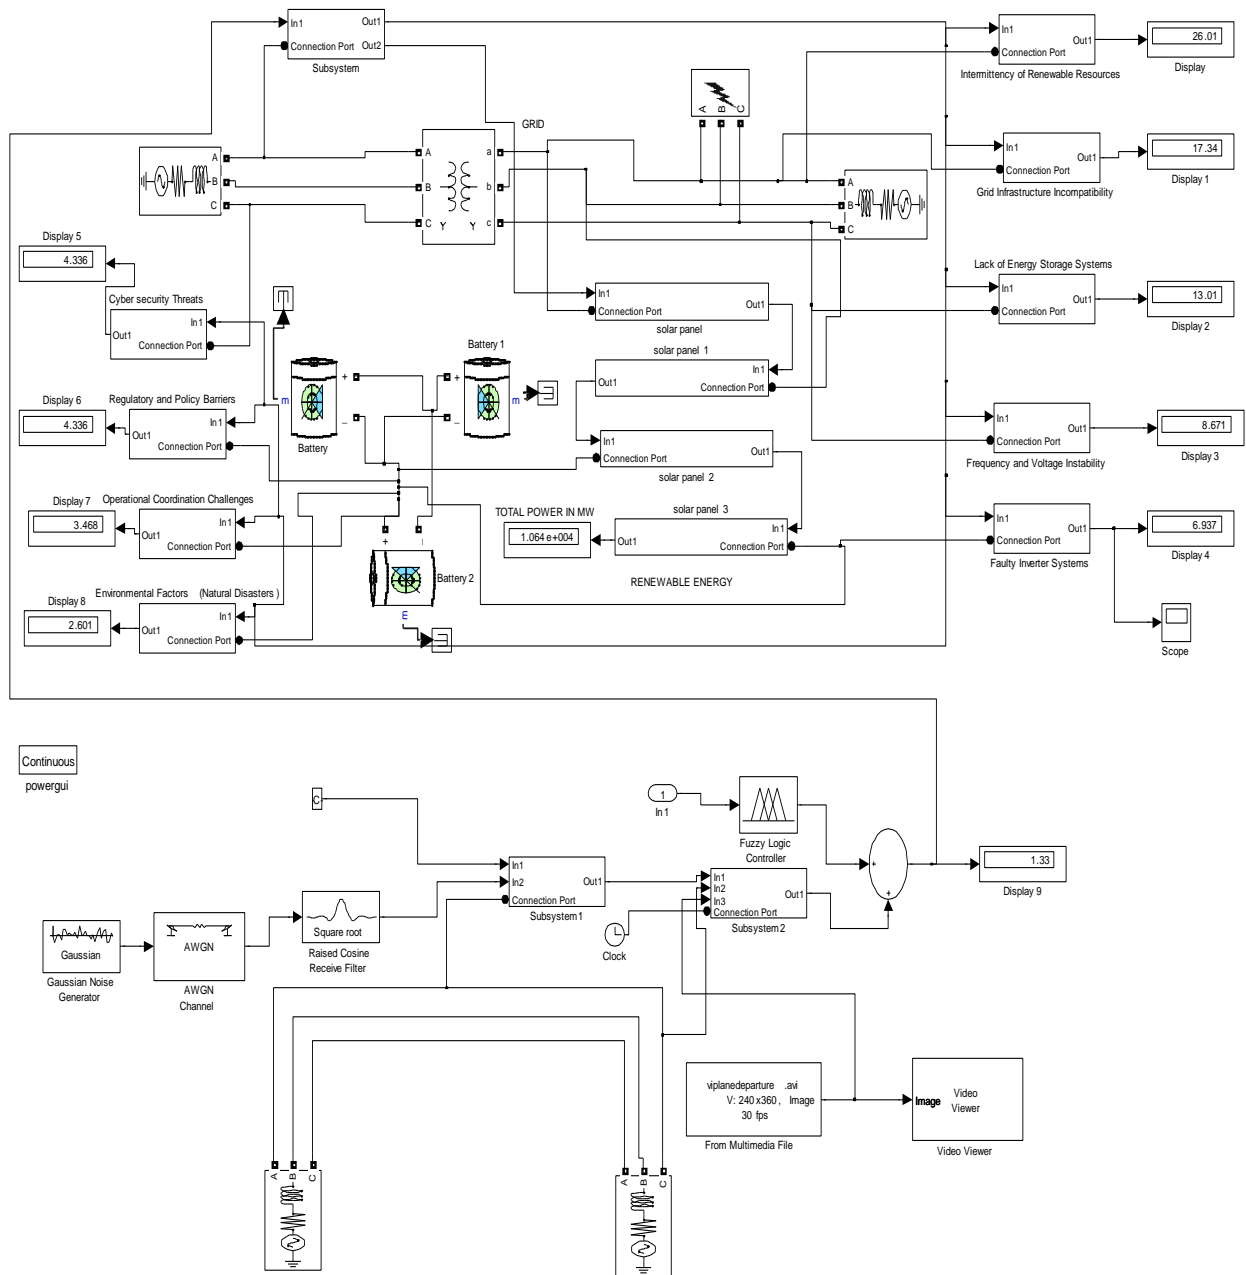 In1
Out1
Connection Port
Out2
Subsystem
In1
Connection Port
Out1
Intermittency of Renewable Resources
26.01
Display
GRID
A
B
C
A
B
C
A
B
C
a
b
c
Y
Y
A
B
C
In1
Connection Port
Out1
Grid Infrastructure Incompatibility
17.34
Display 1
Display 5
4.336
Cyber security Threats
In1
Out1
Connection Port
Lack of Energy Storage Systems
In1
Out1
Connection Port
13.01
Display 2
In1
Out1
Connection Port
solar panel
solar panel 1
In1
Out1
Connection Port
Battery 1
+
_
m
Battery
+
_
m
Display 6
4.336
Regulatory and Policy Barriers
In1
Out1
Connection Port
In1
Out1
Connection Port
solar panel 2
In1
Out1
Connection Port
Frequency and Voltage Instability
8.671
Display 3
Display 7
3.468
Operational Coordination Challenges
In1
Out1
Connection Port
TOTAL POWER IN MW
1.064 e+004
solar panel 3
In1
Out1
Connection Port
RENEWABLE ENERGY
In1
Out1
Connection Port
Faulty Inverter Systems
6.937
Display 4
+
_
Battery 2
m
Display 8
2.601
Environmental Factors (Natural Disasters )
In1
Out1
Connection Port
Scope
Continuous
powergui
C
1
In 1
Fuzzy Logic
Controller
+
+
1.33
Display 9
In1
In2
Connection Port
Out1
Subsystem 1
In1
In2
In3
Connection Port
Out1
Subsystem 2
Clock
Gaussian
Gaussian Noise
Generator
AWGN
AWGN
Channel
Square root
Raised Cosine
Receive Filter
viplanedeparture .avi
V: 240 x360 , Image
30 fps
From Multimedia File
Image
Video
Viewer
Video Viewer
A
B
C
A
B
C